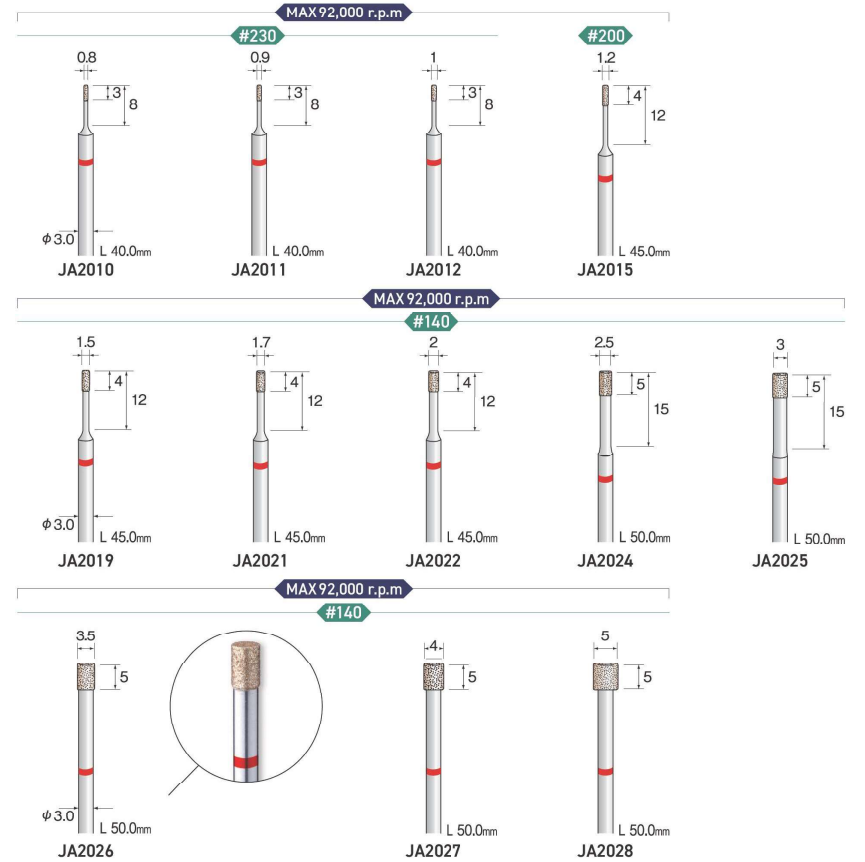 MAX 92,000 r.p.m
#230
#200
0.8
0.9
1
1.2
3
8
3
8
3
8
4
12
φ3.0
L 40.0mm
L 40.0mm
L 40.0mm
L 45.0mm
JA2010
JA2011
JA2012
JA2015
MAX 92,000 r.p.m
#140
1.5
1.7
2
2.5
3
4
12
4
12
4
12
5
15
5
15
φ3.0
L 45.0mm
L 45.0mm
L 45.0mm
L 50.0mm
L 50.0mm
JA2019
JA2021
JA2022
JA2024
JA2025
MAX 92,000 r.p.m
#140
3.5
4
5
5
5
5
φ3.0
L 50.0mm
L 50.0mm
L 50.0mm
JA2026
JA2027
JA2028